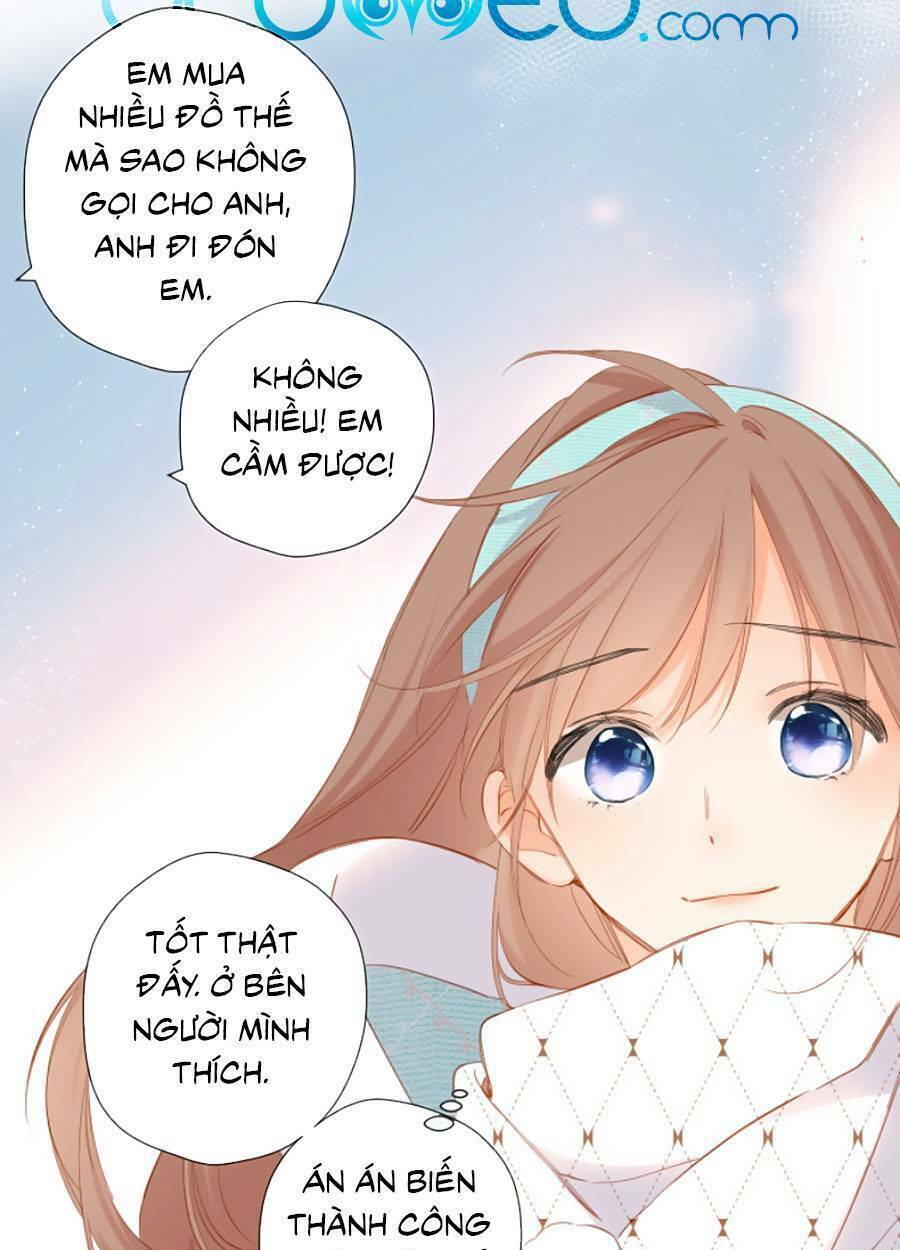 .com
EM MUA
NHIỀU ĐỒ THẾ
MÀ SAO KHÔNG
GỌI CHO ANH,
ANH ĐI ĐÓN
EM.
KHÔNG
NHIỀU! EM
CẦM ĐƯỢC!
TỐT THẬT
ĐẤY. Ở BÊN
NGƯỜI MÌNH
THÍCH.
ÁN ÁN BIẾN
THÀNH CÔNG